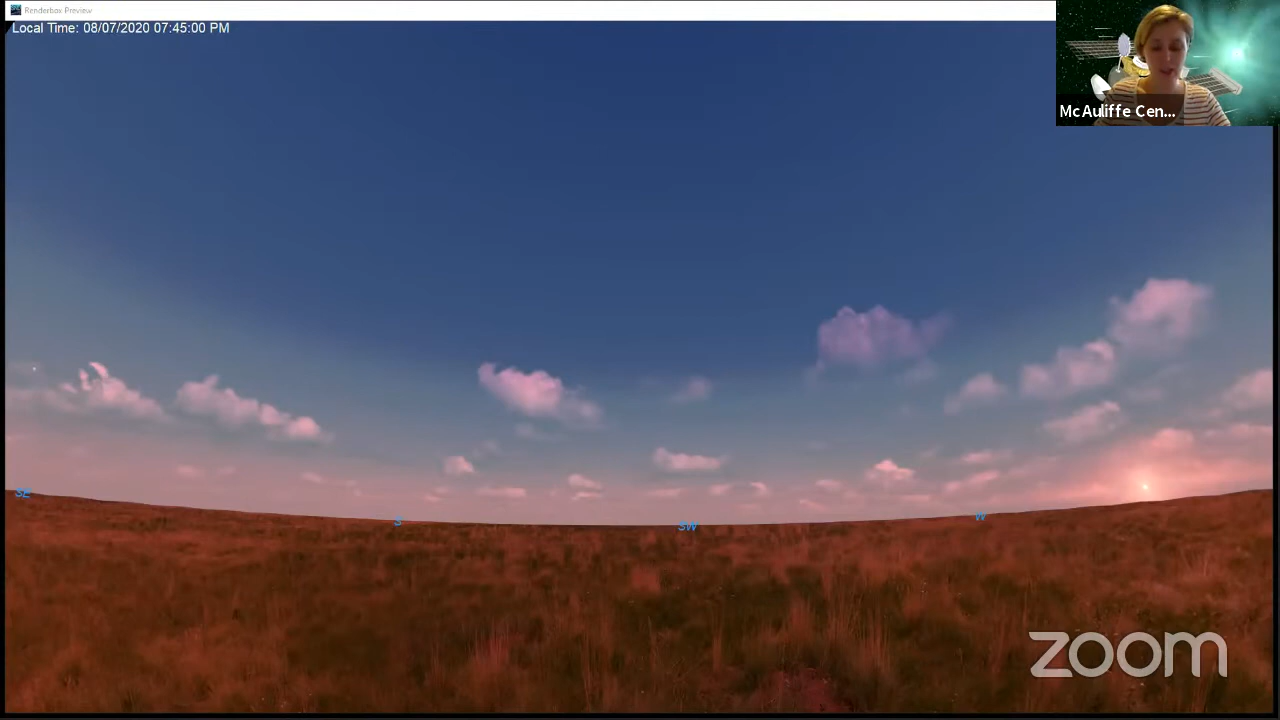 Renderbox Preview
Local Time: 08/07/2020 07:45:00 PM
McAuliffe Cen...
SE
S
SW
W
zoom